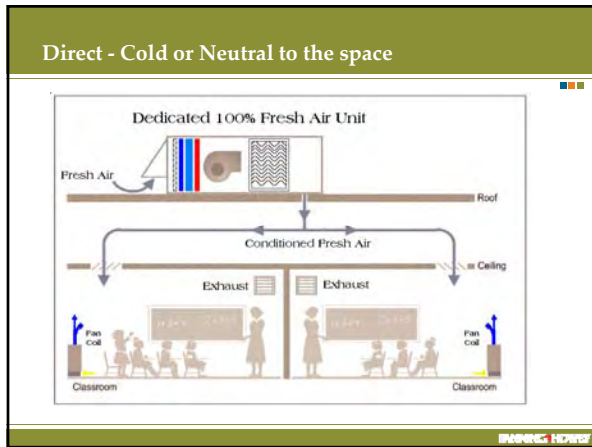 Direct - Cold or Neutral to the space
Dedicated 100% Fresh Air Unit
Fresh Air
Roof
Conditioned Fresh Air
Ceiling
Exhaust
Exhaust
Fan
Coil
Fan
Coil
Classroom
Classroom